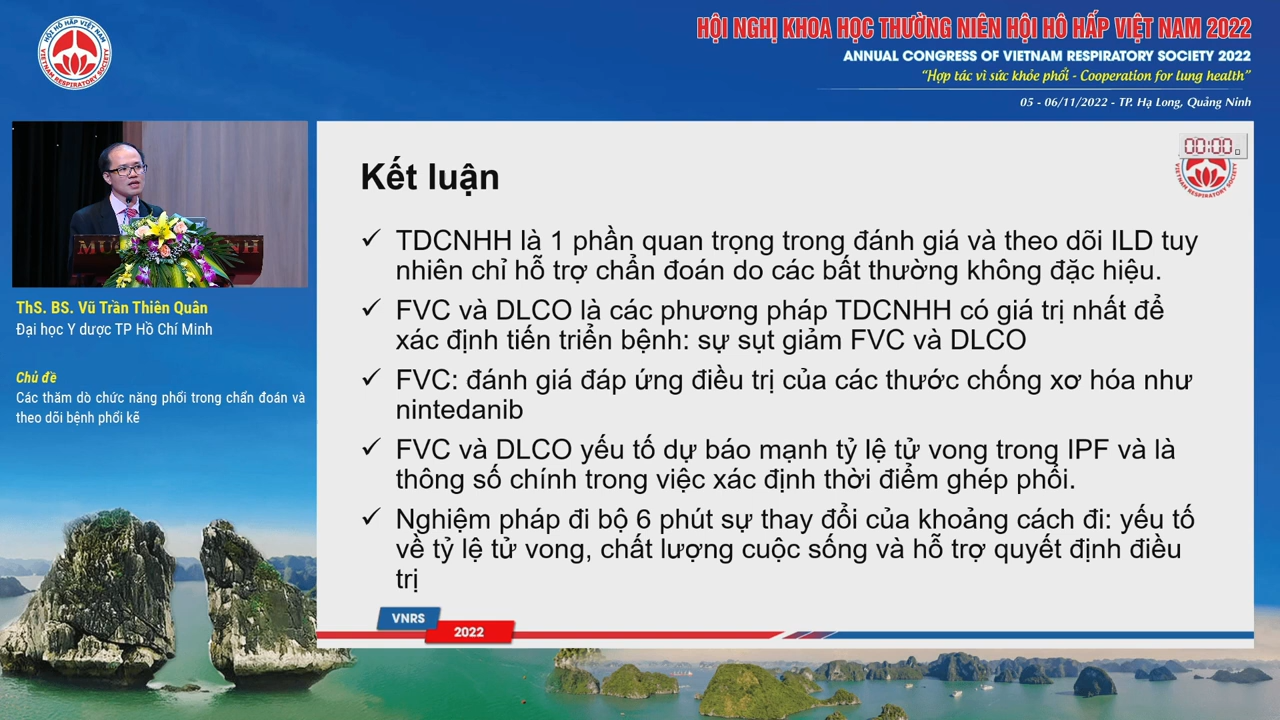 HỘI HÔ HẤP VIỆT NAM
VIETNAM RESPIRATORY SOCIETY
HỘI NGHỊ KHOA HỌC THƯỜNG NIÊN HỘI HÔ HẤP VIỆT NAM 2022
ANNUAL CONGRESS OF VIETNAM RESPIRATORY SOCIETY 2022
“Hợp tác vì sức khỏe phổi - Cooperation for lung health”
05 - 06/11/2022 - TP. Hạ Long, Quảng Ninh
ThS. BS. Vũ Trần Thiên Quân
Đại học Y dược TP Hồ Chí Minh
Chủ đề
Các thăm dò chức năng phổi trong chẩn đoán và
theo dõi bệnh phổi kẽ
00:00
Kết luận
✓ TDCNHH là 1 phần quan trọng trong đánh giá và theo dõi ILD tuy
nhiên chỉ hỗ trợ chẩn đoán do các bất thường không đặc hiệu.
✓ FVC và DLCO là các phương pháp TDCNHH có giá trị nhất để
xác định tiến triển bệnh: sự sụt giảm FVC và DLCO
✓ FVC: đánh giá đáp ứng điều trị của các thước chống xơ hóa như
nintedanib
✓ FVC và DLCO yếu tố dự báo mạnh tỷ lệ tử vong trong IPF và là
thông số chính trong việc xác định thời điểm ghép phổi.
✓ Nghiệm pháp đi bộ 6 phút sự thay đổi của khoảng cách đi: yếu tố
về tỷ lệ tử vong, chất lượng cuộc sống và hỗ trợ quyết định điều
trị
VNRS
2022